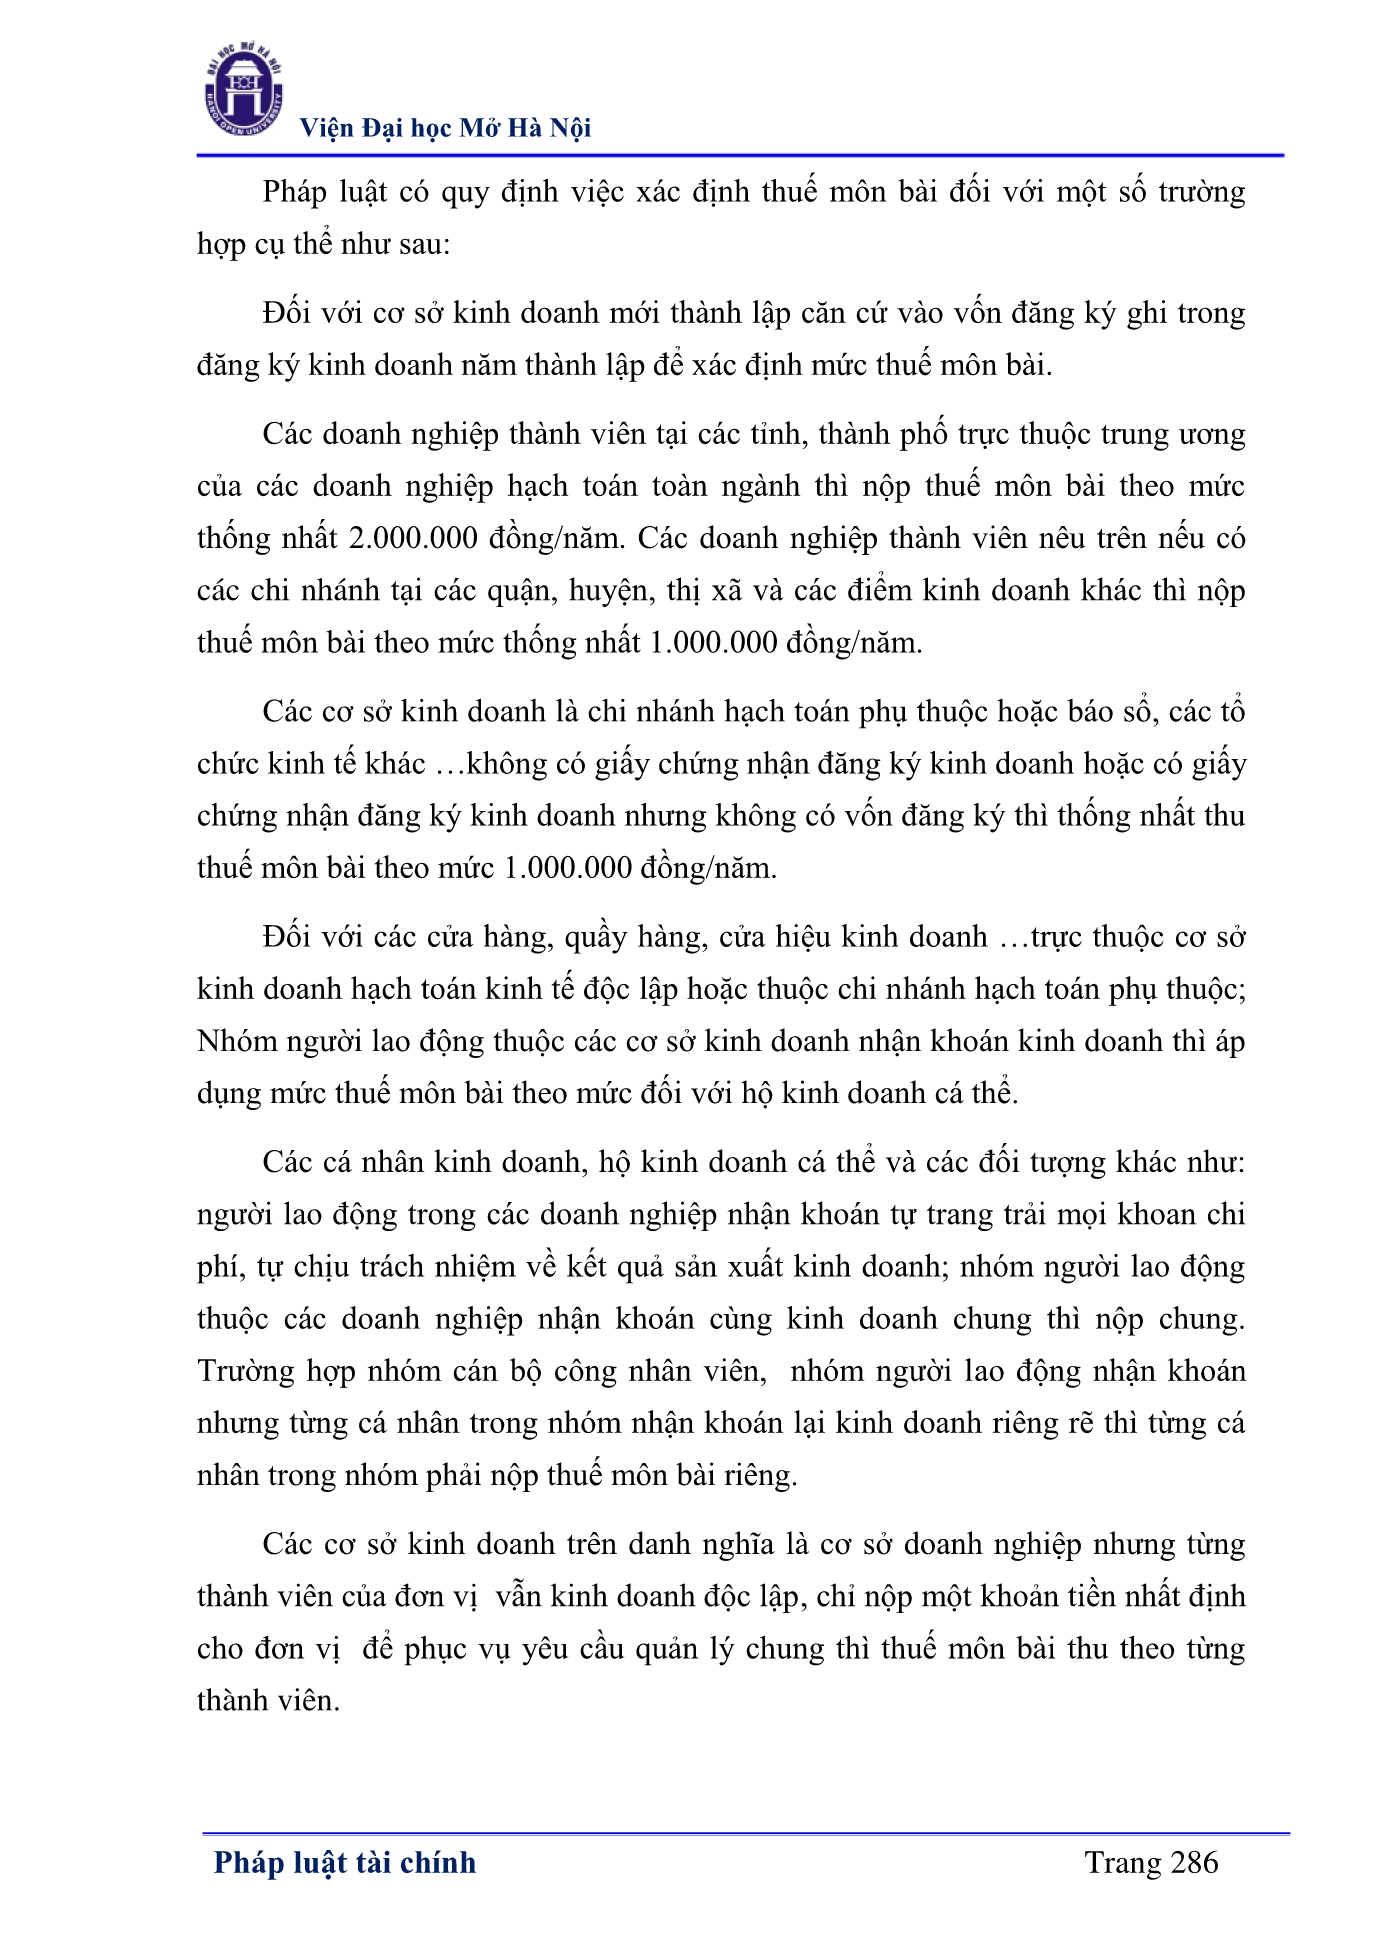 ĐẠI HỌC MỞ HÀ NỘI
HANOI OPEN UNIVERSITY
Viện Đại học Mở Hà Nội
Pháp luật có quy định việc xác định thuế môn bài đối với một số trường
hợp cụ thể như sau:
Đối với cơ sở kinh doanh mới thành lập căn cứ vào vốn đăng ký ghi trong
đăng ký kinh doanh năm thành lập để xác định mức thuế môn bài.
Các doanh nghiệp thành viên tại các tỉnh, thành phố trực thuộc trung ương
của các doanh nghiệp hạch toán toàn ngành thì nộp thuế môn bài theo mức
thống nhất 2.000.000 đồng/năm. Các doanh nghiệp thành viên nêu trên nếu có
các chi nhánh tại các quận, huyện, thị xã và các điểm kinh doanh khác thì nộp
thuế môn bài theo mức thống nhất 1.000.000 đồng/năm.
Các cơ sở kinh doanh là chi nhánh hạch toán phụ thuộc hoặc báo sổ, các tổ
chức kinh tế khác …không có giấy chứng nhận đăng ký kinh doanh hoặc có giấy
chứng nhận đăng ký kinh doanh nhưng không có vốn đăng ký thì thống nhất thu
thuế môn bài theo mức 1.000.000 đồng/năm.
Đối với các cửa hàng, quầy hàng, cửa hiệu kinh doanh …trực thuộc cơ sở
kinh doanh hạch toán kinh tế độc lập hoặc thuộc chi nhánh hạch toán phụ thuộc;
Nhóm người lao động thuộc các cơ sở kinh doanh nhận khoán kinh doanh thì áp
dụng mức thuế môn bài theo mức đối với hộ kinh doanh cá thể.
Các cá nhân kinh doanh, hộ kinh doanh cá thể và các đối tượng khác như:
người lao động trong các doanh nghiệp nhận khoán tự trang trải mọi khoan chi
phí, tự chịu trách nhiệm về kết quả sản xuất kinh doanh; nhóm người lao động
thuộc các doanh nghiệp nhận khoán cùng kinh doanh chung thì nộp chung.
Trường hợp nhóm cán bộ công nhân viên,  nhóm người lao động nhận khoán
nhưng từng cá nhân trong nhóm nhận khoán lại kinh doanh riêng rẽ thì từng cá
nhân trong nhóm phải nộp thuế môn bài riêng.
Các cơ sở kinh doanh trên danh nghĩa là cơ sở doanh nghiệp nhưng từng
thành viên của đơn vị  vẫn kinh doanh độc lập, chỉ nộp một khoản tiền nhất định
cho đơn vị  để phục vụ yêu cầu quản lý chung thì thuế môn bài thu theo từng
thành viên.
Pháp luật tài chính
Trang 286